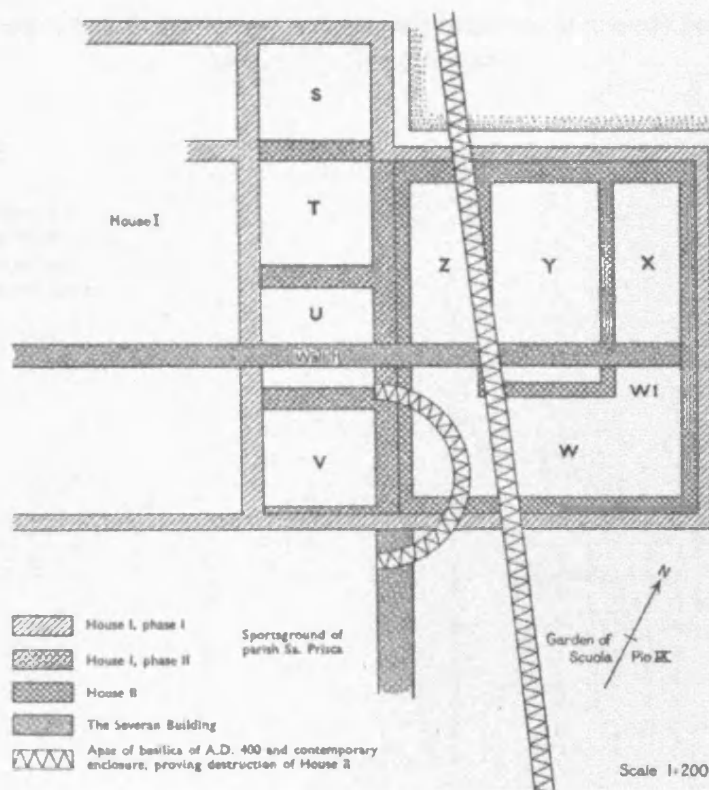 S
House I
T
Z
Y
X
U
W1
W
V
N
House I, phase I
House I, phase II
House II
The Severan Building
Apse of basilica of A.D. 400 and contemporary
enclosure, proving destruction of House II
Sportsground of
parish Sa. Prisca
Garden of
Scuola Pio IX
Scale 1:200